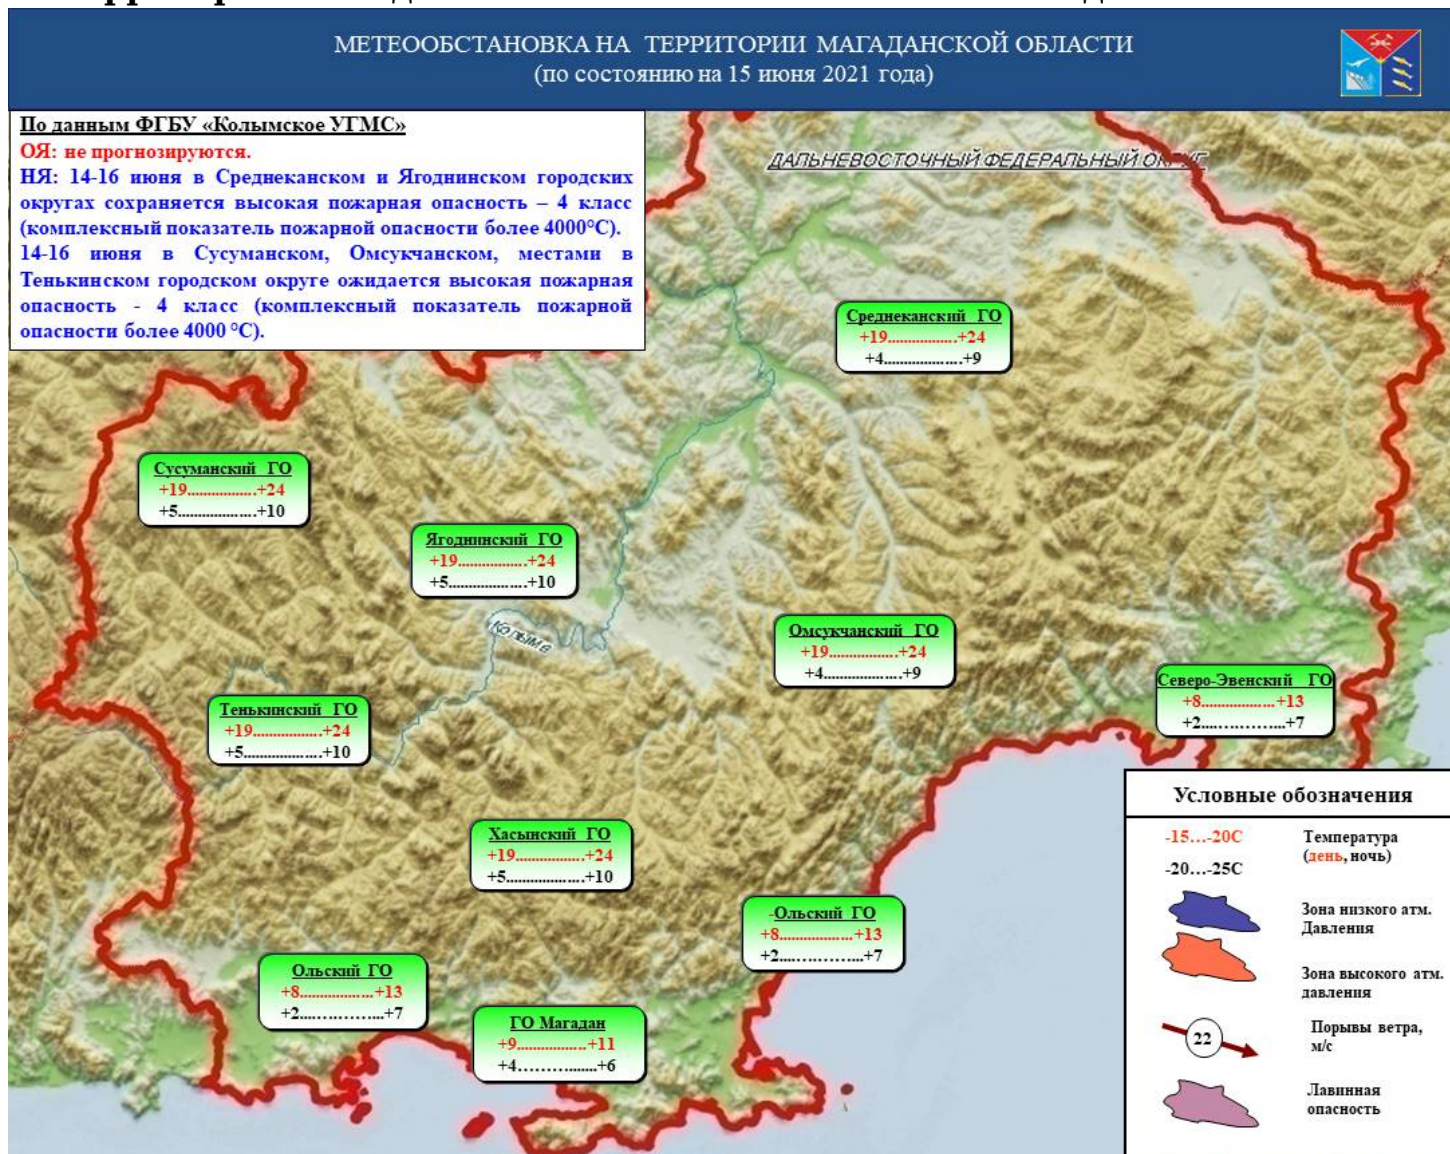 МЕТЕООБСТАНОВКА НА ТЕРРИТОРИИ МАГАДАНСКОЙ ОБЛАСТИ
(по состоянию на 15 июня 2021 года)
По данным ФГБУ «Колымское УГМС»
ОЯ: не прогнозируются.
НЯ: 14-16 июня в Среднеканском и Ягоднинском городских
округах сохраняется высокая пожарная опасность – 4 класс
(комплексный показатель пожарной опасности более 4000°С).
14-16 июня в Сусуманском, Омсукчанском, местами в
Тенькинском городском округе ожидается высокая пожарная
опасность - 4 класс (комплексный показатель пожарной
опасности более 4000 °С).
ДАЛЬНЕВОСТОЧНЫЙ ФЕДЕРАЛЬНЫЙ ОКРУГ
Среднеканский ГО
+19.................+24
+4...................+9
Сусуманский ГО
+19.................+24
+5...................+10
Ягоднинский ГО
+19.................+24
+5...................+10
Колыма
Омсукчанский ГО
+19.................+24
+4...................+9
Северо-Эвенский ГО
+8..................+13
+2....…………...+7
Тенькинский ГО
+19.................+24
+5...................+10
Хасынский ГО
+19.................+24
+5...................+10
-Ольский ГО
+8..................+13
+2....…………...+7
Ольский ГО
+8..................+13
+2....…………...+7
ГО Магадан
+9.................+11
+4………........+6
Условные обозначения
-15…-20С
-20…-25С
Температура
(день, ночь)
Зона низкого атм.
Давления
Зона высокого атм.
давления
22
Порывы ветра,
м/с
Лавинная
опасность